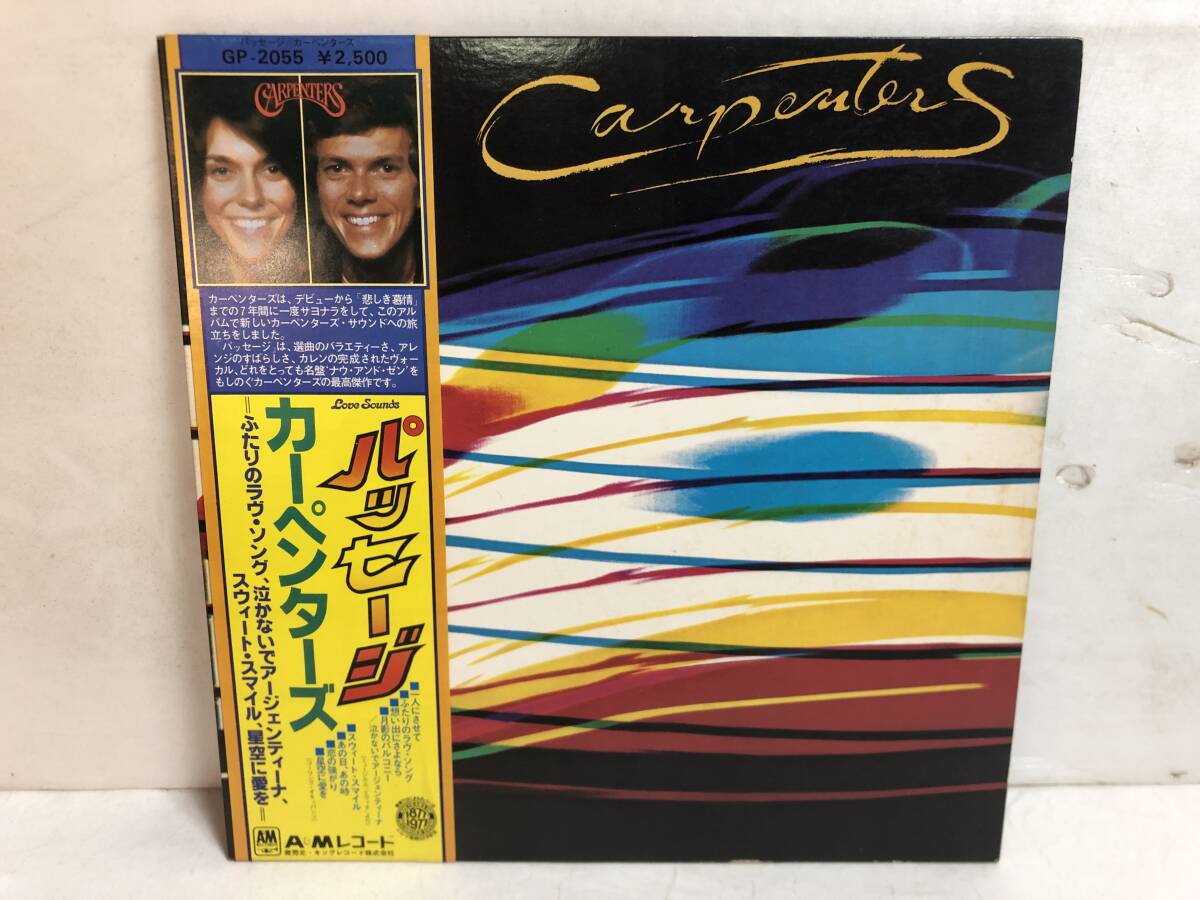 パッセージ/カーペンターズ
GP-2055 ¥2,500
CARPENTERS
Carpenters
カーペンターズは、デビューから「悲しき慕情」
までの7年間に一度サヨナラをして、このアル
バムで新しいカーペンターズ・サウンドへの旅
立ちをしました。
"パッセージ"は、選曲のバラエティーさ、アレ
ンジのすばらしさ、カレンの完成されたヴォー
カル、どれをとっても名盤'ナウ・アンド・ゼン'を
もしのぐカーペンターズの最高傑作です。
Love Sounds
パッセージ
カーペンターズ
=ふたりのラヴ・ソング、泣かないでアージェンティーナ、
スウィート・スマイル、星空に愛を=
■一人にさせて
■ふたりのラヴ・ソング
■想い出にさよなら
■月影のバルコニー
/泣かないでアージェンティーナ
■スウィート・スマイル
■あの日、あの時
■恋の強がり
■星空に愛を
1877
1977
AM
A&Mレコード
発売元・キングレコード株式会社